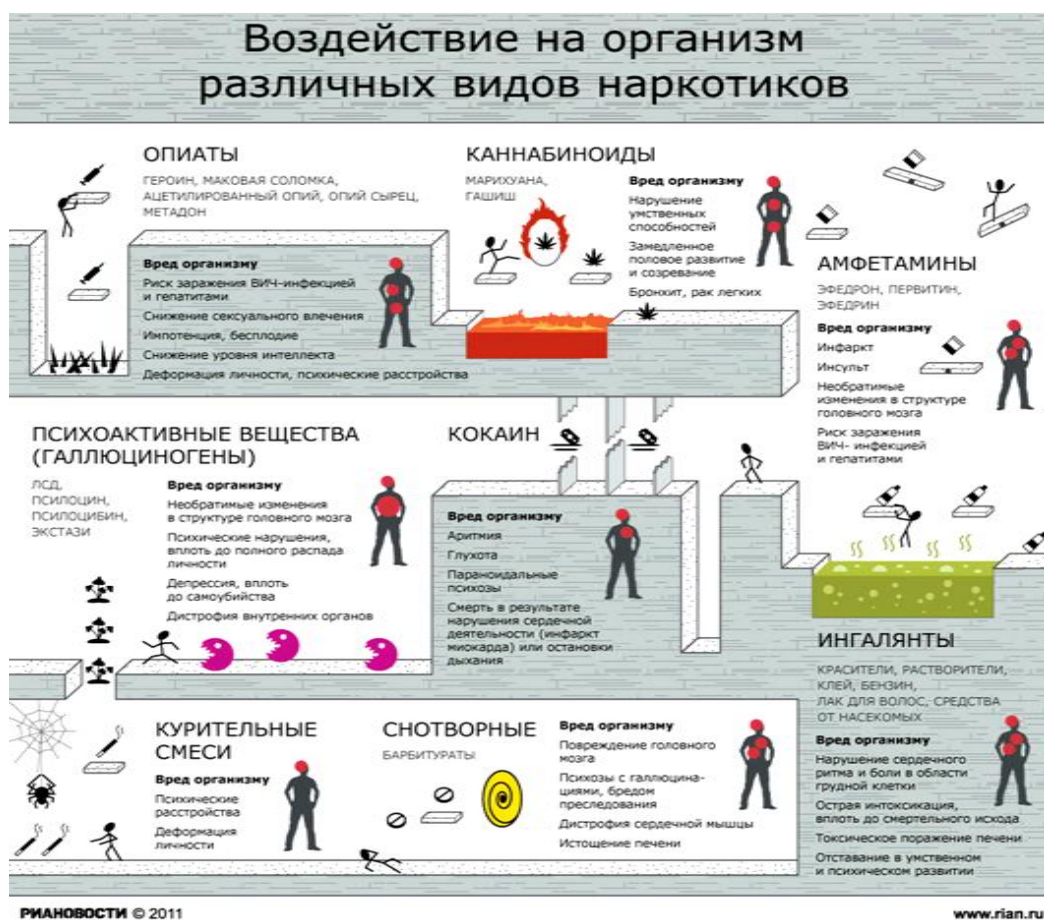 Воздействие на организм
различных видов наркотиков
ОПИАТЫ
ГЕРОИН, МАКОВАЯ СОЛОМКА,
АЦЕТИЛИРОВАННЫЙ ОПИЙ, ОПИЙ СЫРЕЦ,
МЕТАДОН
Вред организму
Риск заражения ВИЧ-инфекцией
и гепатитами
Снижение сексуального влечения
Импотенция, бесплодие
Снижение уровня интеллекта
Деформация личности, психические расстройства
КАННАБИНОИДЫ
МАРИХУАНА,
ГАШИШ
Вред организму
Нарушение
умственных
способностей
Замедленное
половое развитие
и созревание
Бронхит, рак легких
АМФЕТАМИНЫ
ЭФЕДРОН, ПЕРВИТИН,
ЭФЕДРИН
Вред организму
Инфаркт
Инсульт
Необратимые
изменения в структуре
головного мозга
Риск заражения
ВИЧ- инфекцией
и гепатитами
ПСИХОАКТИВНЫЕ ВЕЩЕСТВА
(ГАЛЛЮЦИНОГЕНЫ)
ЛСД,
ПСИЛОЦИН,
ПСИЛОЦИБИН,
ЭКСТАЗИ
Вред организму
Необратимые изменения
в структуре головного мозга
Психические нарушения,
вплоть до полного распада
личности
Депрессия, вплоть
до самоубийства
Дистрофия внутренних органов
КОКАИН
Вред организму
Аритмия
Глухота
Параноидальные
психозы
Смерть в результате
нарушения сердечной
деятельности (инфаркт
миокарда) или остановки
дыхания
ИНГАЛЯНТЫ
КРАСИТЕЛИ, РАСТВОРИТЕЛИ,
КЛЕЙ, БЕНЗИН,
ЛАК ДЛЯ ВОЛОС, СРЕДСТВА
ОТ НАСЕКОМЫХ
Вред организму
Нарушение сердечного
ритма и боли в области
грудной клетки
Острая интоксикация,
вплоть до смертельного исхода
Токсическое поражение печени
Отставание в умственном
и психическом развитии
КУРИТЕЛЬНЫЕ
СМЕСИ
Вред организму
Психические
расстройства
Деформация
личности
СНОТВОРНЫЕ
БАРБИТУРАТЫ
Вред организму
Повреждение головного
мозга
Психозы с галлюцина-
циями, бредом
преследования
Дистрофия сердечной мышцы
Истощение печени
РИАНОВОСТИ © 2011
www.rian.ru